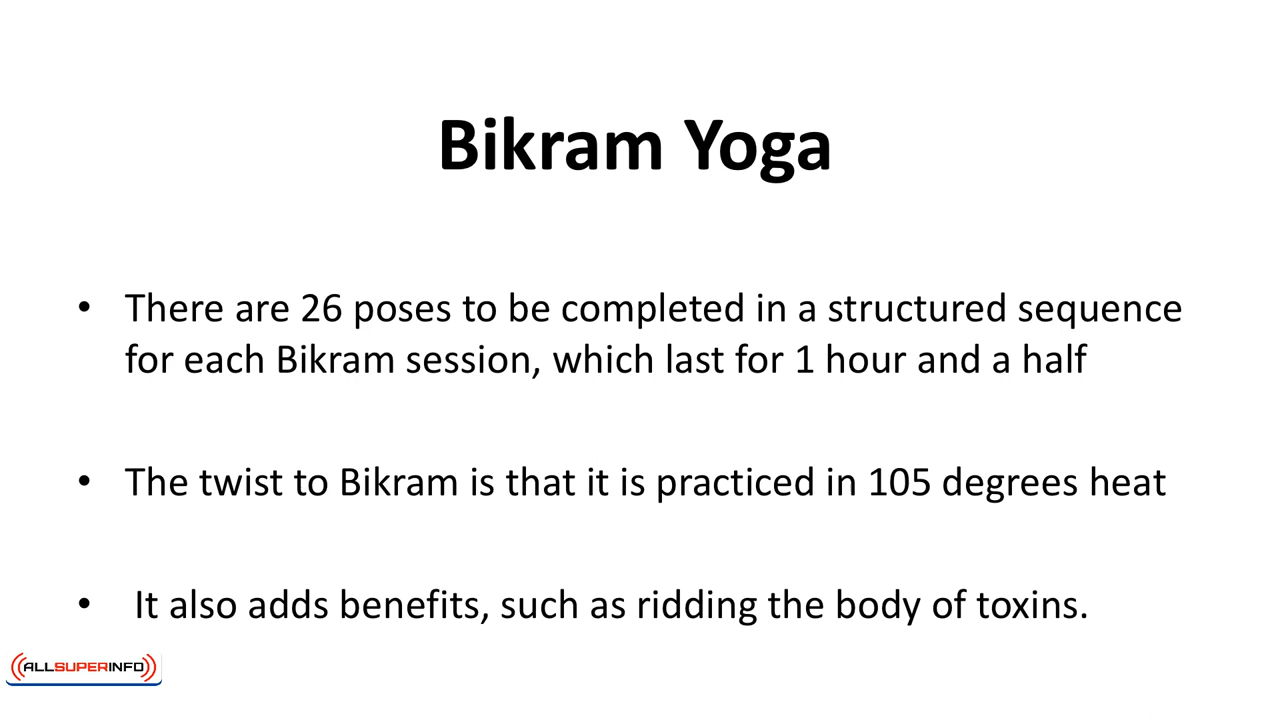 Bikram Yoga
• There are 26 poses to be completed in a structured sequence
for each Bikram session, which last for 1 hour and a half
• The twist to Bikram is that it is practiced in 105 degrees heat
• It also adds benefits, such as ridding the body of toxins.
ALLSUPERINFO